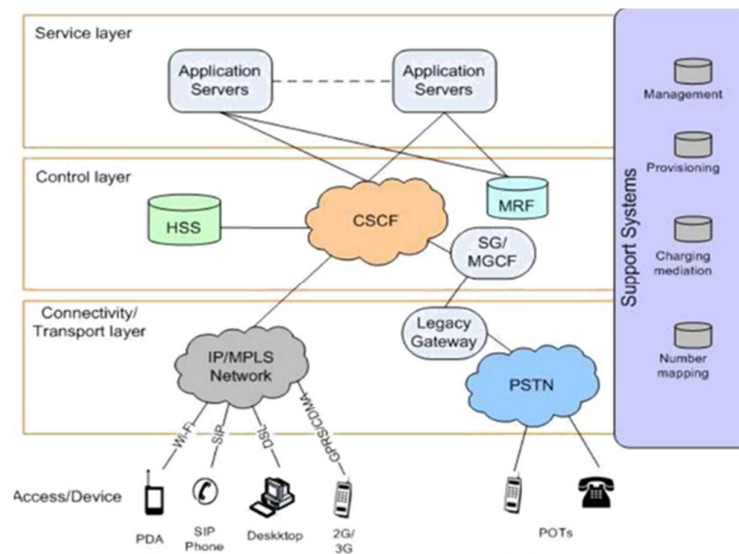 Service layer
Application
Servers
Application
Servers
Management
Provisioning
Charging
mediation
Number
mapping
Support Systems
Control layer
HSS
CSCF
MRF
SG/
MGCF
Connectivity/
Transport layer
Legacy
Gateway
IP/MPLS
Network
PSTN
Wi-Fi
SIP
DSL
GPRS/CDMA
Access/Device
PDA
SIP
Phone
Deskktop
2G/
3G
POTs